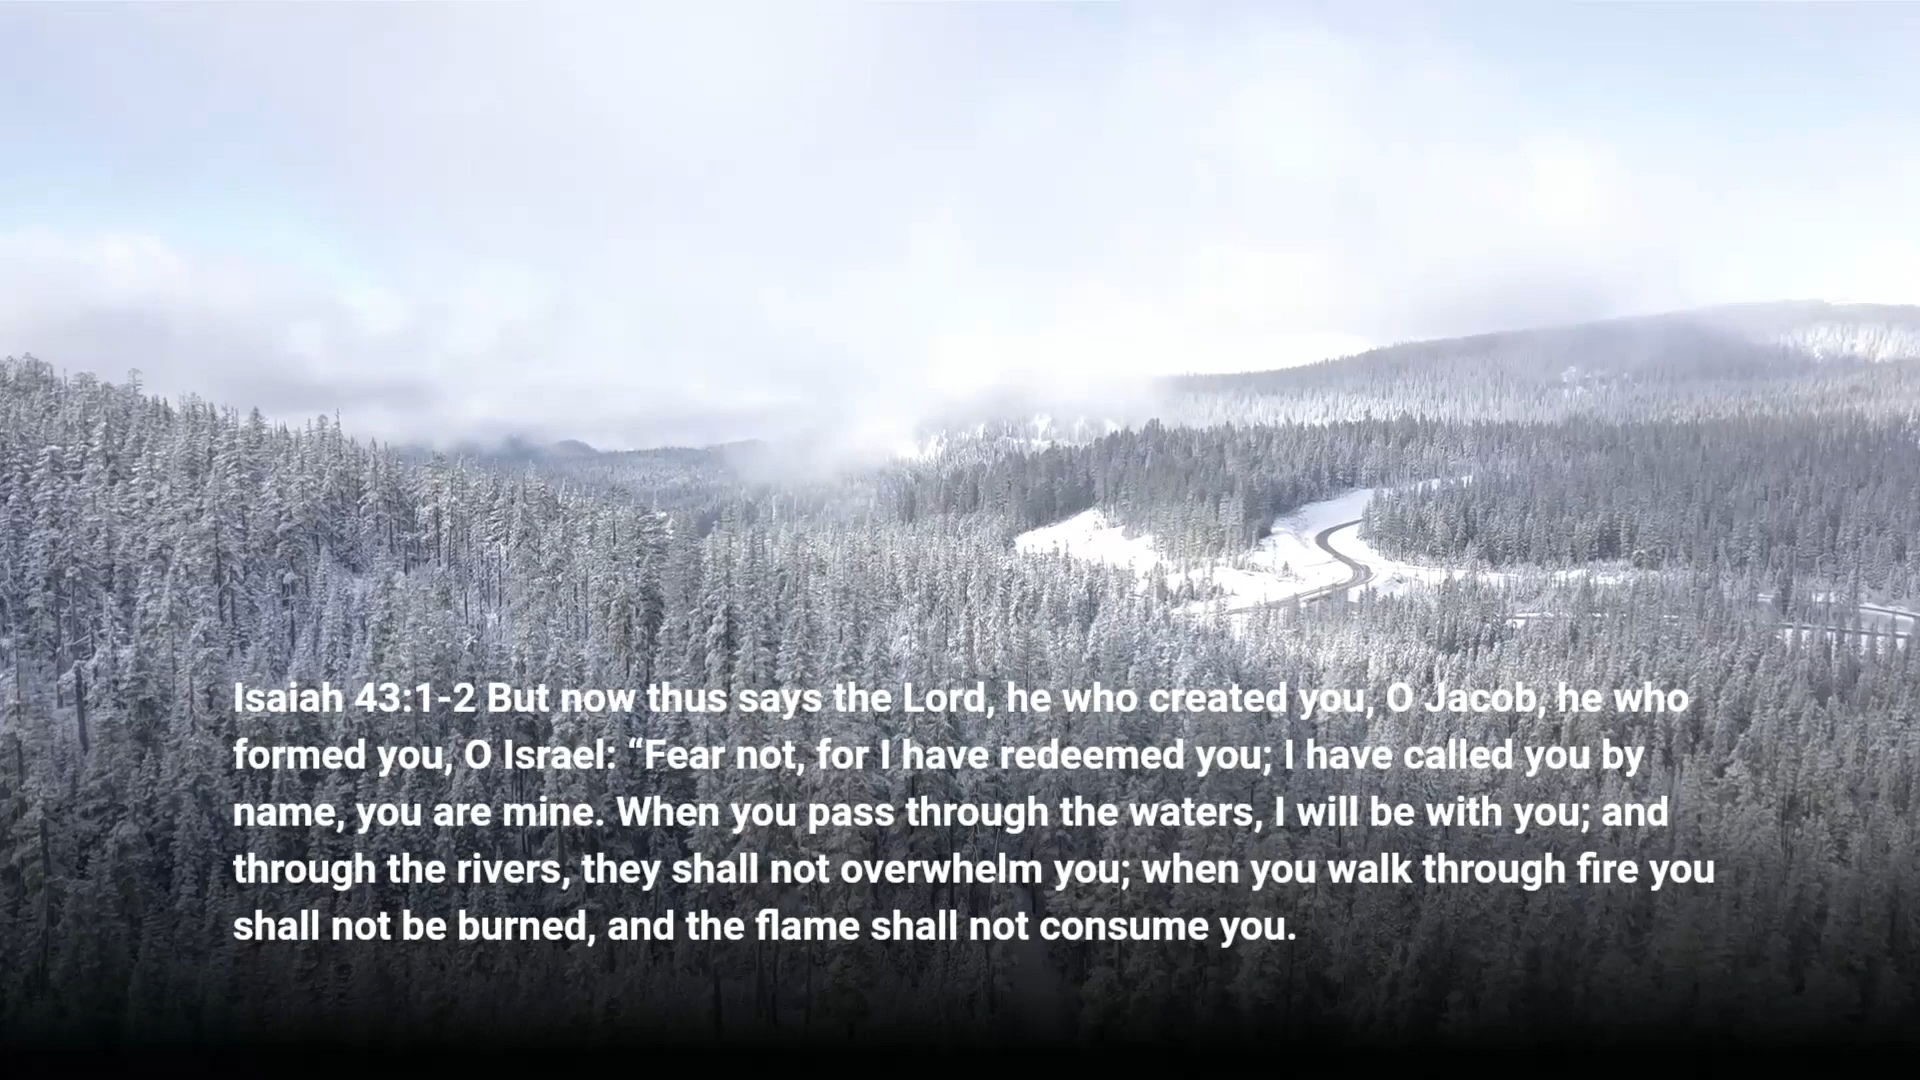 Isaiah 43:1-2 But now thus says the Lord, he who created you, O Jacob, he who
formed you, O Israel: “Fear not, for I have redeemed you; I have called you by
name, you are mine. When you pass through the waters, I will be with you; and
through the rivers, they shall not overwhelm you; when you walk through fire you
shall not be burned, and the flame shall not consume you.